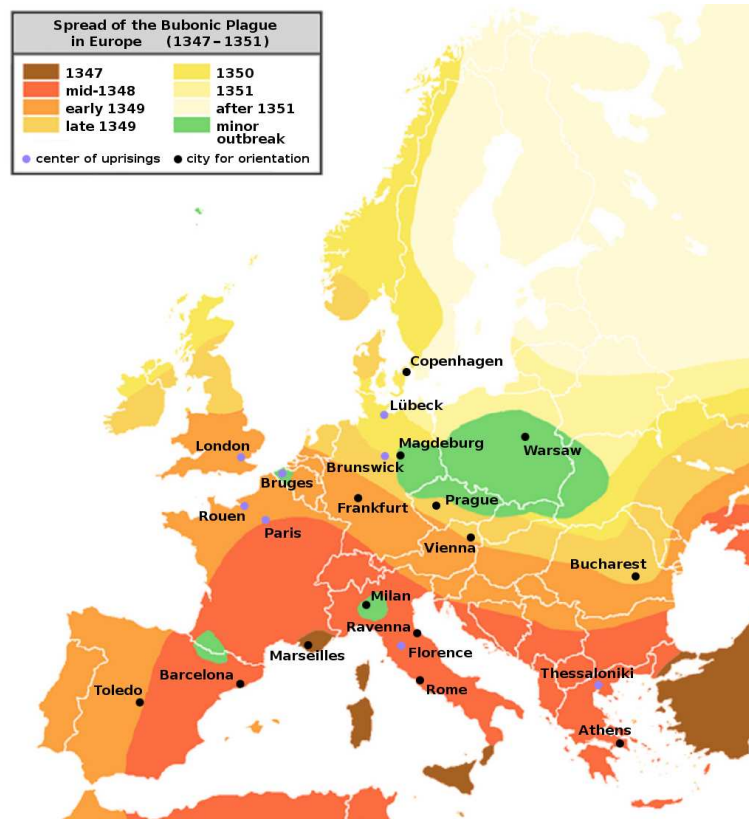 Spread of the Bubonic Plague
in Europe (1347–1351)
1347
mid-1348
early 1349
late 1349
1350
1351
after 1351
minor
outbreak
center of uprisings
city for orientation
Copenhagen
Lübeck
London
Magdeburg
Warsaw
Brunswick
Bruges
Frankfurt
Prague
Rouen
Paris
Vienna
Bucharest
Milan
Ravenna
Marseilles
Florence
Barcelona
Thessaloniki
Toledo
Rome
Athens